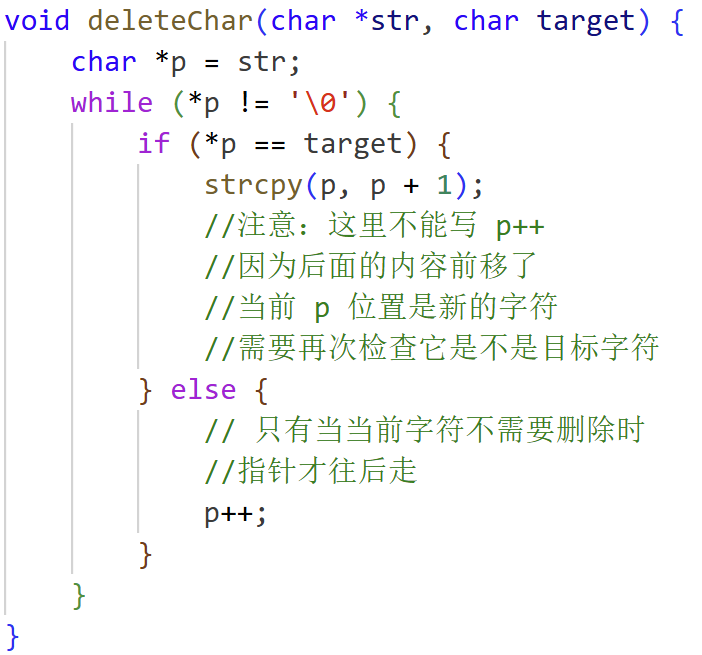 void deleteChar(char *str, char target) {
    char *p = str;
    while (*p != '\0') {
        if (*p == target) {
            strcpy(p, p + 1);
            //注意：这里不能写 p++
            //因为后面的内容前移了
            //当前 p 位置是新的字符
            //需要再次检查它是不是目标字符
        } else {
            // 只有当当前字符不需要删除时
            //指针才往后走
            p++;
        }
    }
}